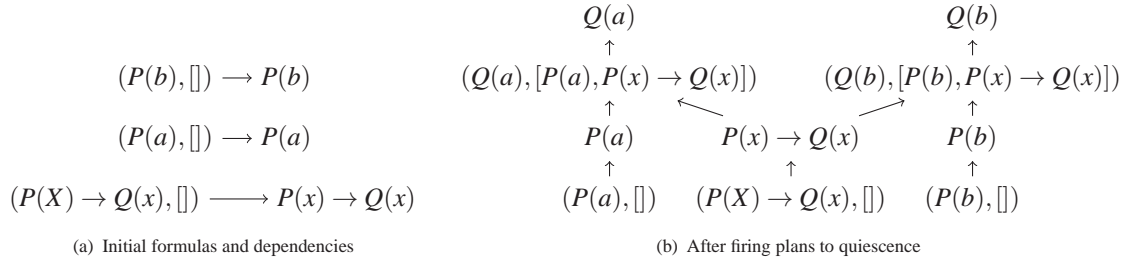 (P(b), []) ⟶ P(b)
(P(a), []) ⟶ P(a)
(P(X) → Q(x), []) ⟶ P(x) → Q(x)
(a) Initial formulas and dependencies
Q(a) Q(b)
↑ ↑
(Q(a), [P(a), P(x) → Q(x)]) (Q(b), [P(b), P(x) → Q(x)])
↑ ↖ ↗ ↑
P(a) P(x) → Q(x) P(b)
↑ ↑ ↑
(P(a), []) (P(X) → Q(x), []) (P(b), [])
(b) After firing plans to quiescence